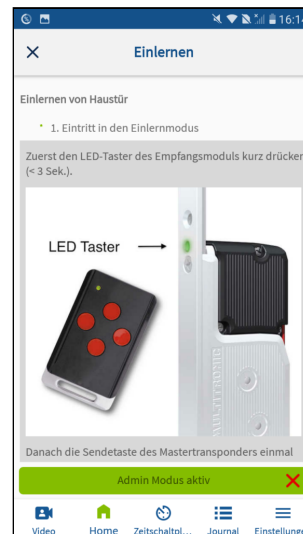 16:14
Einlernen
Einlernen von Haustür
1. Eintritt in den Einlernmodus
Zuerst den LED-Taster des Empfangsmoduls kurz drücken
(< 3 Sek.).
LED Taster
Danach die Sendetaste des Mastertransponders einmal
Admin Modus aktiv
Video
Home
Zeitschaltpl...
Journal
Einstellunge